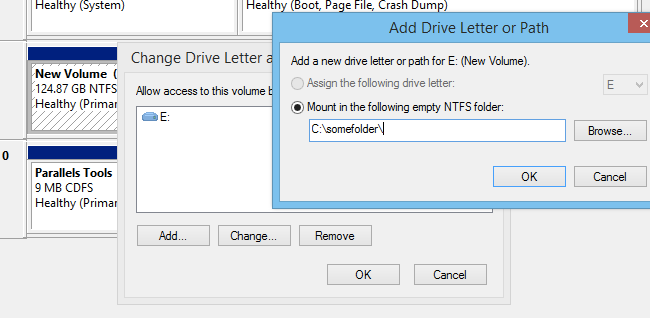 Healthy (System)
Healthy (Boot, Page File, Crash Dump)
New Volume (
124.87 GB NTFS
Healthy (Prima
0
Parallels Tools
9 MB CDFS
Healthy (Primar
Change Drive Letter a
Allow access to this volume b
E:
Add...
Change...
Remove
OK
Cancel
Add Drive Letter or Path
Add a new drive letter or path for E: (New Volume).
Assign the following drive letter:
E
Mount in the following empty NTFS folder:
C:\somefolder\
Browse...
OK
Cancel